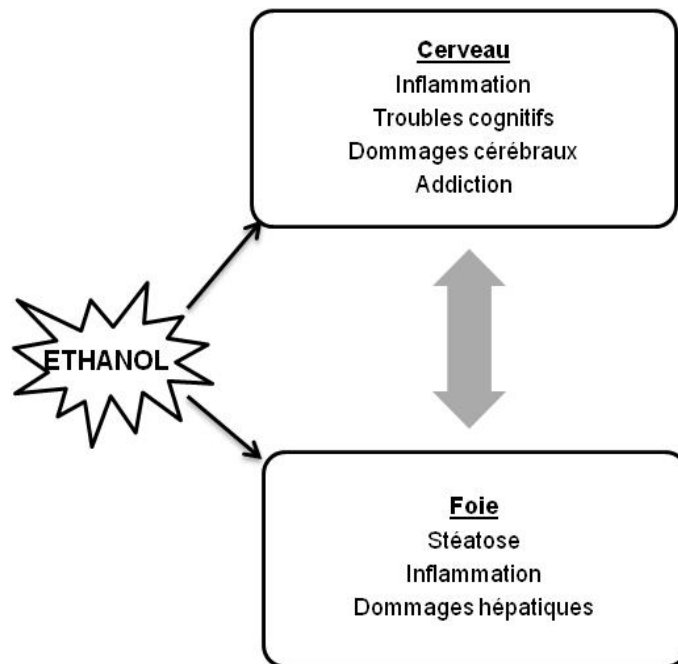 Cerveau
Inflammation
Troubles cognitifs
Dommages cérébraux
Addiction
ETHANOL
Foie
Stéatose
Inflammation
Dommages hépatiques